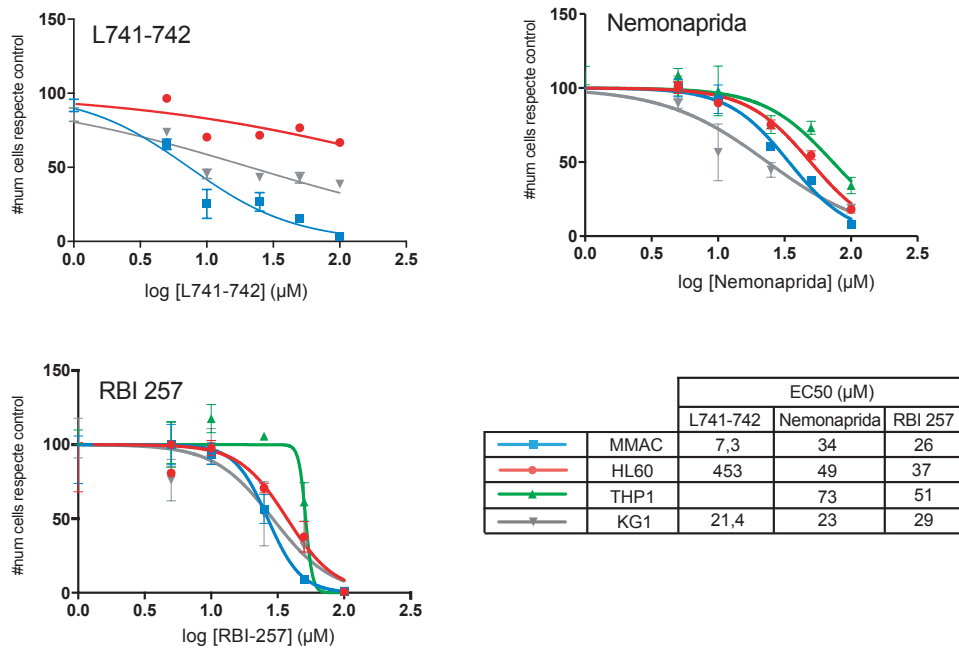 L741-742
#num cells respecte control
150
100
50
0
0.0 0.5 1.0 1.5 2.0 2.5
log [L741-742] (µM)
Nemonaprida
#num cells respecte control
150
100
50
0
0.0 0.5 1.0 1.5 2.0 2.5
log [Nemonaprida] (µM)
RBI 257
#num cells respecte control
150
100
50
0
0.0 0.5 1.0 1.5 2.0 2.5
log [RBI-257] (µM)
EC50 (µM)
L741-742 Nemonaprida RBI 257
MMAC 7,3 34 26
HL60 453 49 37
THP1 73 51
KG1 21,4 23 29